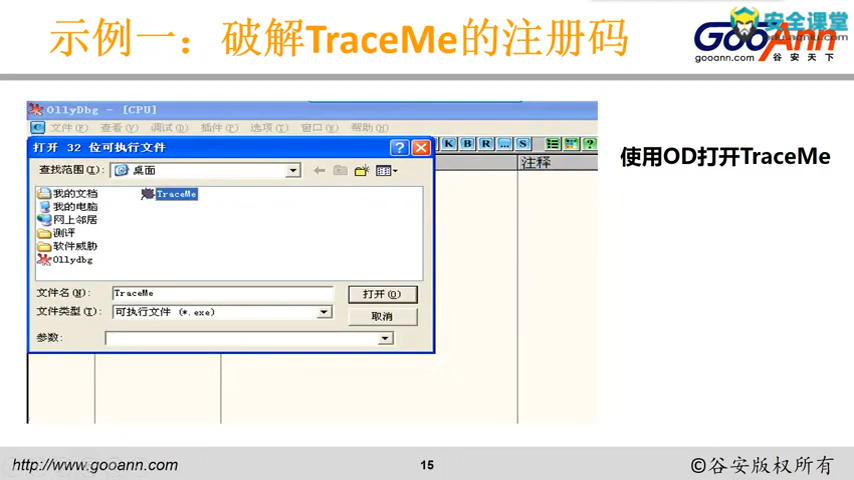 示例一：破解TraceMe的注册码
安全课堂
GooAnn
gooann.com 谷安天下
OllyDbg - [CPU]
文件(F) 查看(V) 调试(D) 插件(P) 选项(T) 窗口(W) 帮助(H)
打开 32 位可执行文件
K B R ... S
查找范围(I): 桌面
注释
使用OD打开TraceMe
我的文档
TraceMe
我的电脑
网上邻居
测评
软件威胁
Ollydbg
文件名(N): TraceMe 打开(O)
文件类型(T): 可执行文件 (*.exe) 取消
参数:
http://www.gooann.com
15
©谷安版权所有